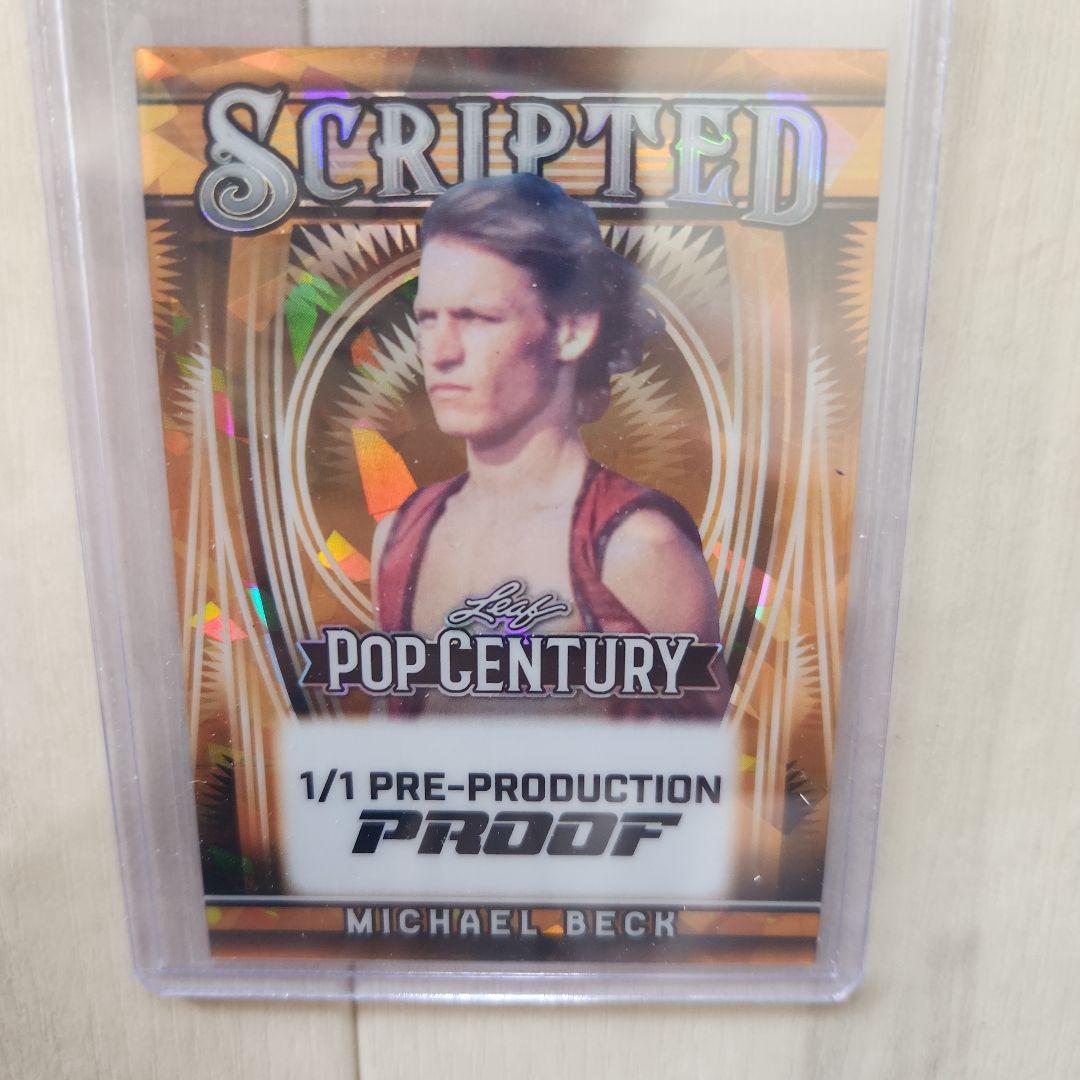 SCRIPTED
Leaf
POP CENTURY
1/1 PRE-PRODUCTION
PROOF
MICHAEL BECK